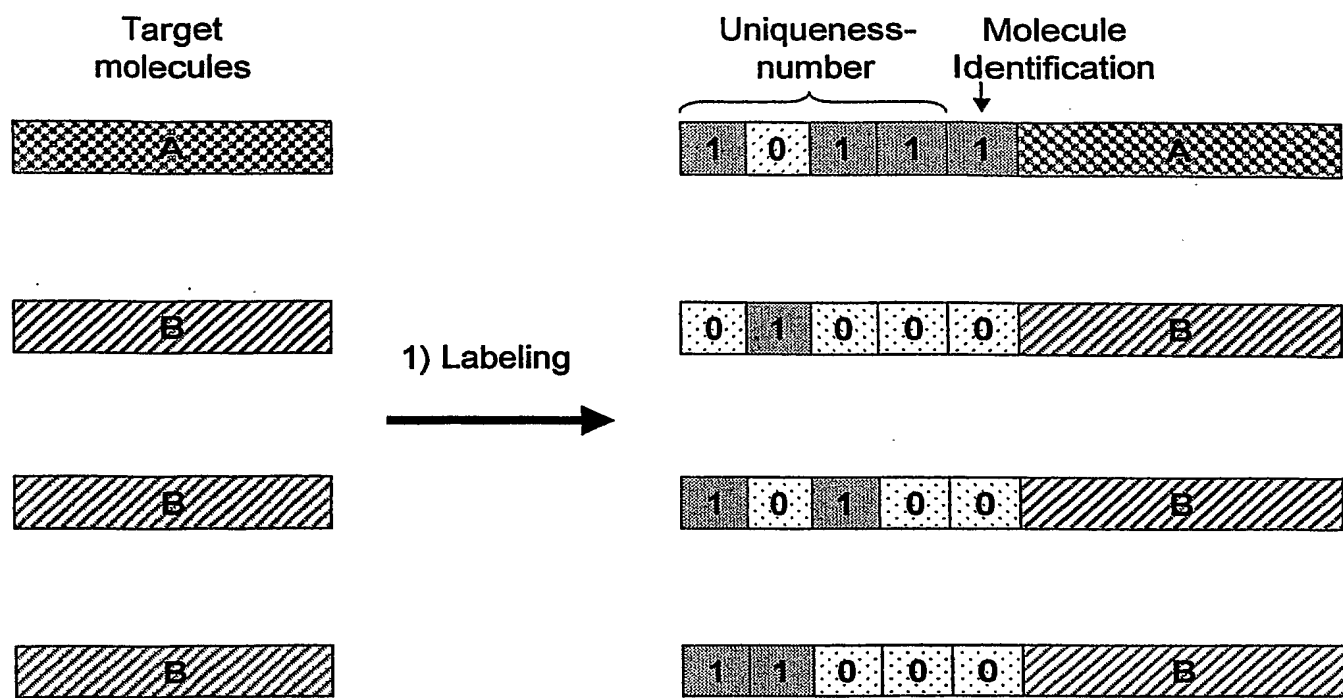 Target
molecules
Uniqueness-
number
Molecule
Identification
A
1 0 1 1 1 A
B
0 1 0 0 0 B
1) Labeling
B
1 0 1 0 0 B
B
1 1 0 0 0 B